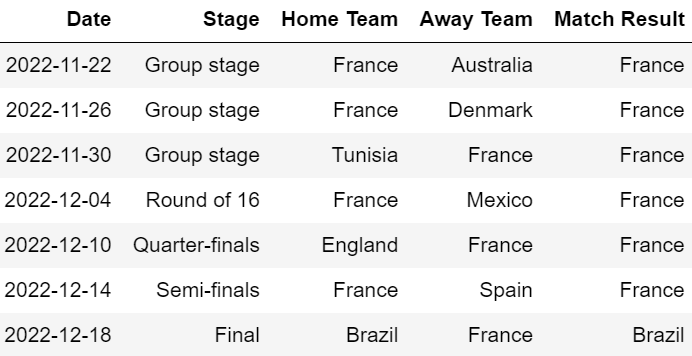 Date Stage Home Team Away Team Match Result
2022-11-22 Group stage France Australia France
2022-11-26 Group stage France Denmark France
2022-11-30 Group stage Tunisia France France
2022-12-04 Round of 16 France Mexico France
2022-12-10 Quarter-finals England France France
2022-12-14 Semi-finals France Spain France
2022-12-18 Final Brazil France Brazil